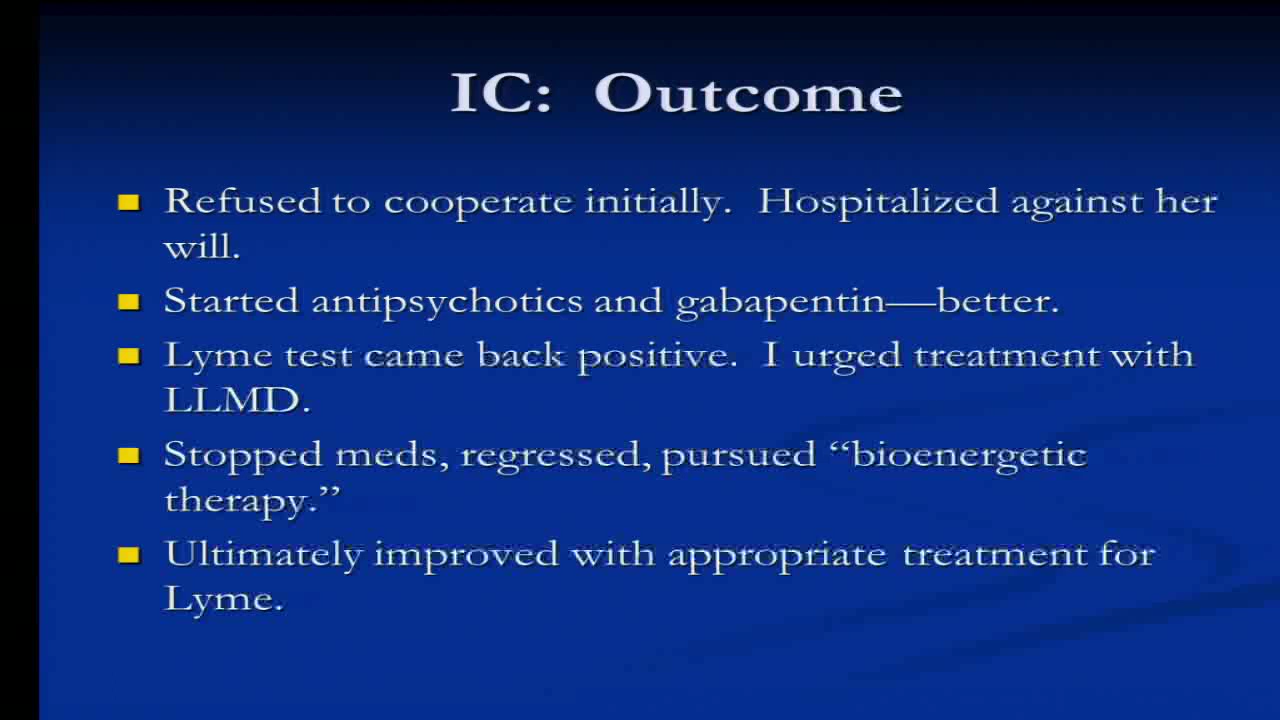 IC: Outcome
Refused to cooperate initially. Hospitalized against her
will.
Started antipsychotics and gabapentin—better.
Lyme test came back positive. I urged treatment with
LLMD.
Stopped meds, regressed, pursued “bioenergetic
therapy.”
Ultimately improved with appropriate treatment for
Lyme.